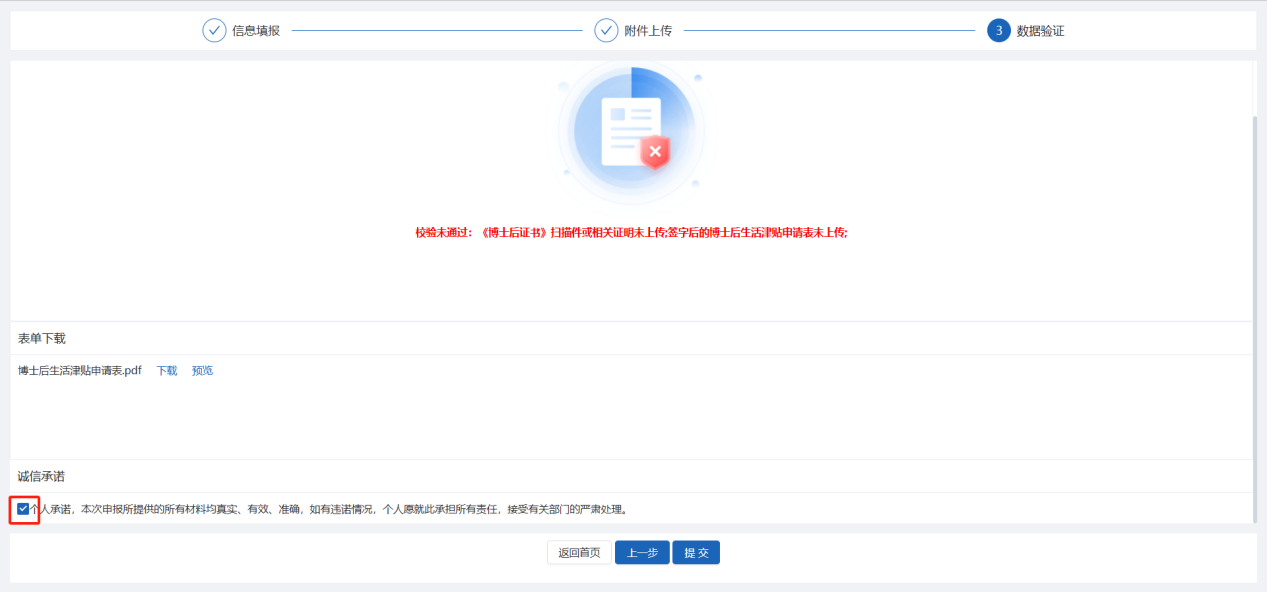 信息填报 附件上传 3 数据验证
校验未通过：《博士后证书》扫描件或相关证明未上传;签字后的博士后生活津贴申请表未上传;
表单下载
博士后生活津贴申请表.pdf 下载 预览
诚信承诺
个人承诺，本次申报所提供的所有材料均真实、有效、准确，如有违诺情况，个人愿就此承担所有责任，接受有关部门的严肃处理。
返回首页 上一步 提 交